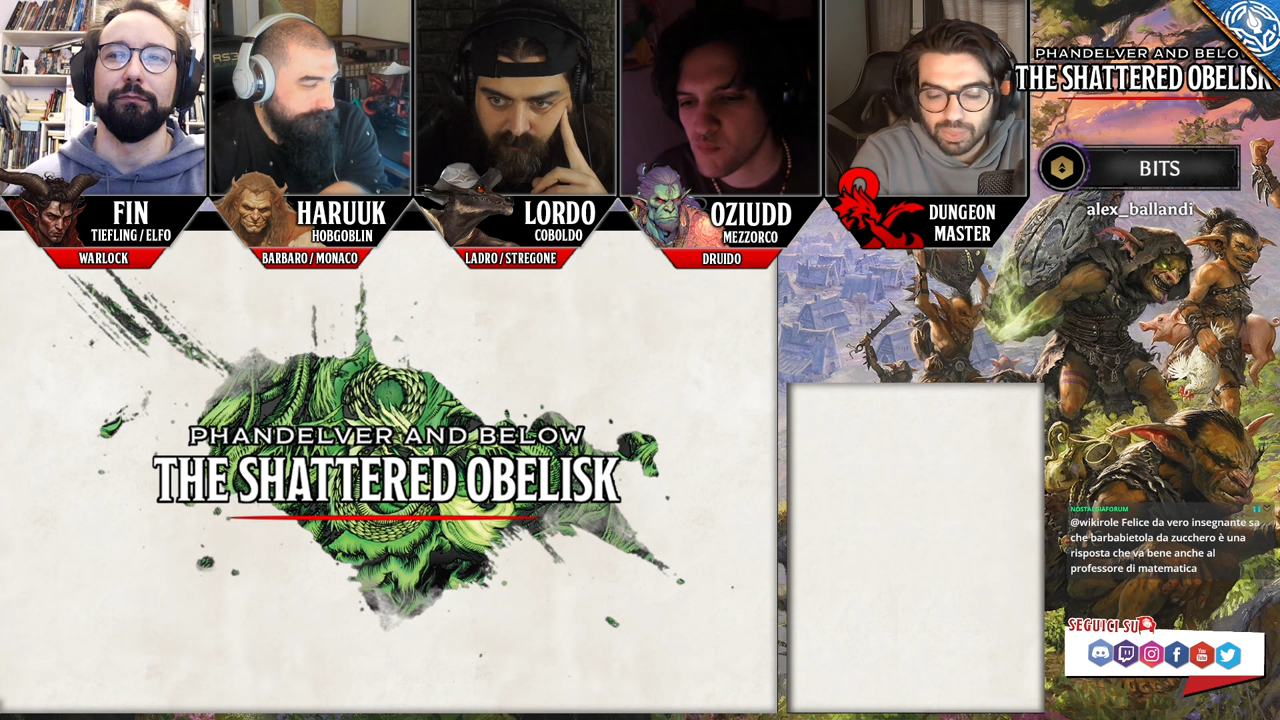 FIN
TIEFLING / ELFO
WARLOCK
HARUUK
HOBGOBLIN
BARBARO / MONACO
LORDO
COBOLDO
LADRO / STREGONE
OZIUDD
MEZZORCO
DRUIDO
DUNGEON
MASTER
PHANDELVER AND BELOW
THE SHATTERED OBELISK
BITS
alex_ballandi
PHANDELVER AND BELOW
THE SHATTERED OBELISK
NOSTALGIAFORUM
@wikirole Felice da vero insegnante sa
che barbabietola da zucchero è una
risposta che va bene anche al
professore di matematica
SEGUICI SU